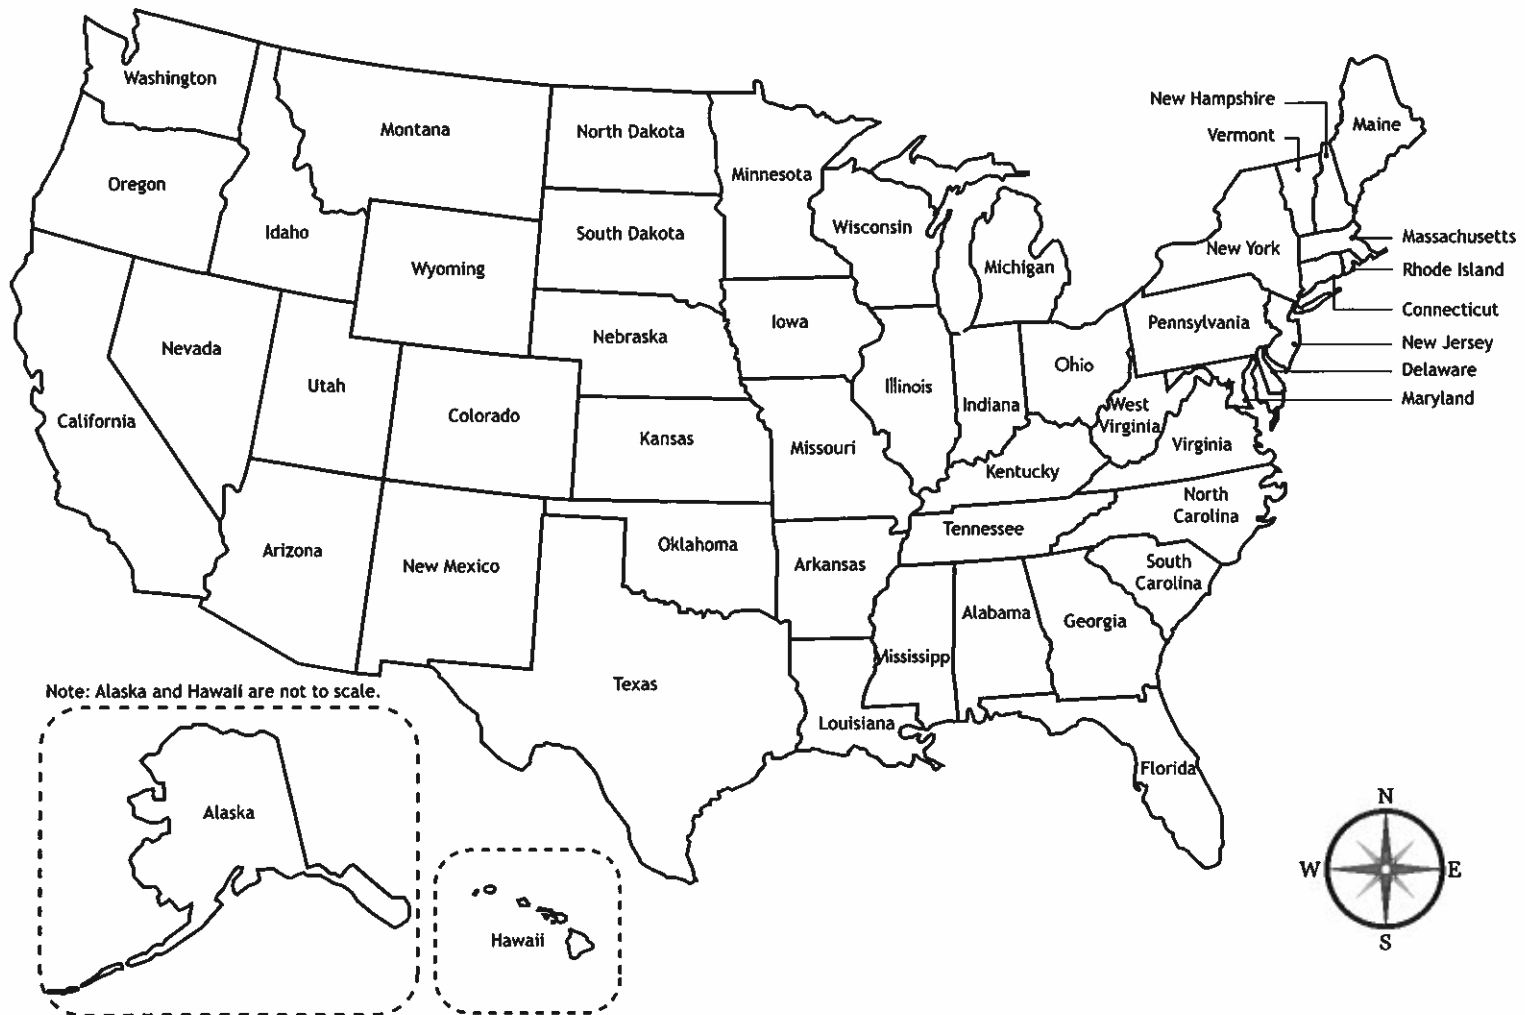 Washington
Montana
North Dakota
Minnesota
New Hampshire
Vermont
Maine
Oregon
Idaho
Wyoming
South Dakota
Wisconsin
Michigan
New York
Massachusetts
Rhode Island
Connecticut
New Jersey
Delaware
Maryland
Nevada
Utah
Nebraska
Iowa
Illinois
Indiana
Ohio
Pennsylvania
California
Colorado
Kansas
Missouri
Kentucky
West
Virginia
Virginia
Arizona
New Mexico
Oklahoma
Arkansas
Tennessee
North
Carolina
South
Carolina
Texas
Louisiana
Mississippi
Alabama
Georgia
Florida
Note: Alaska and Hawaii are not to scale.
Alaska
Hawaii
N
W
E
S